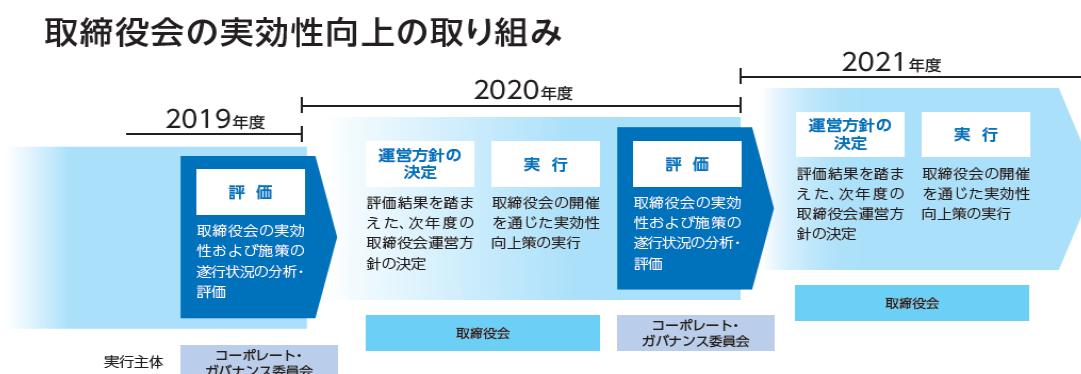 取締役会の実効性向上の取り組み
2019年度
評価
取締役会の実効
性および施策の
遂行状況の分析・
評価
実行主体
コーポレート・
ガバナンス委員会
2020年度
運営方針の
決定
評価結果を踏ま
えた、次年度の
取締役会運営方
針の決定
実行
取締役会の開催
を通じた実効性
向上策の実行
取締役会
評価
取締役会の実効
性および施策の
遂行状況の分析・
評価
コーポレート・
ガバナンス委員会
2021年度
運営方針の
決定
評価結果を踏ま
えた、次年度の
取締役会運営方
針の決定
実行
取締役会の開催
を通じた実効性
向上策の実行
取締役会